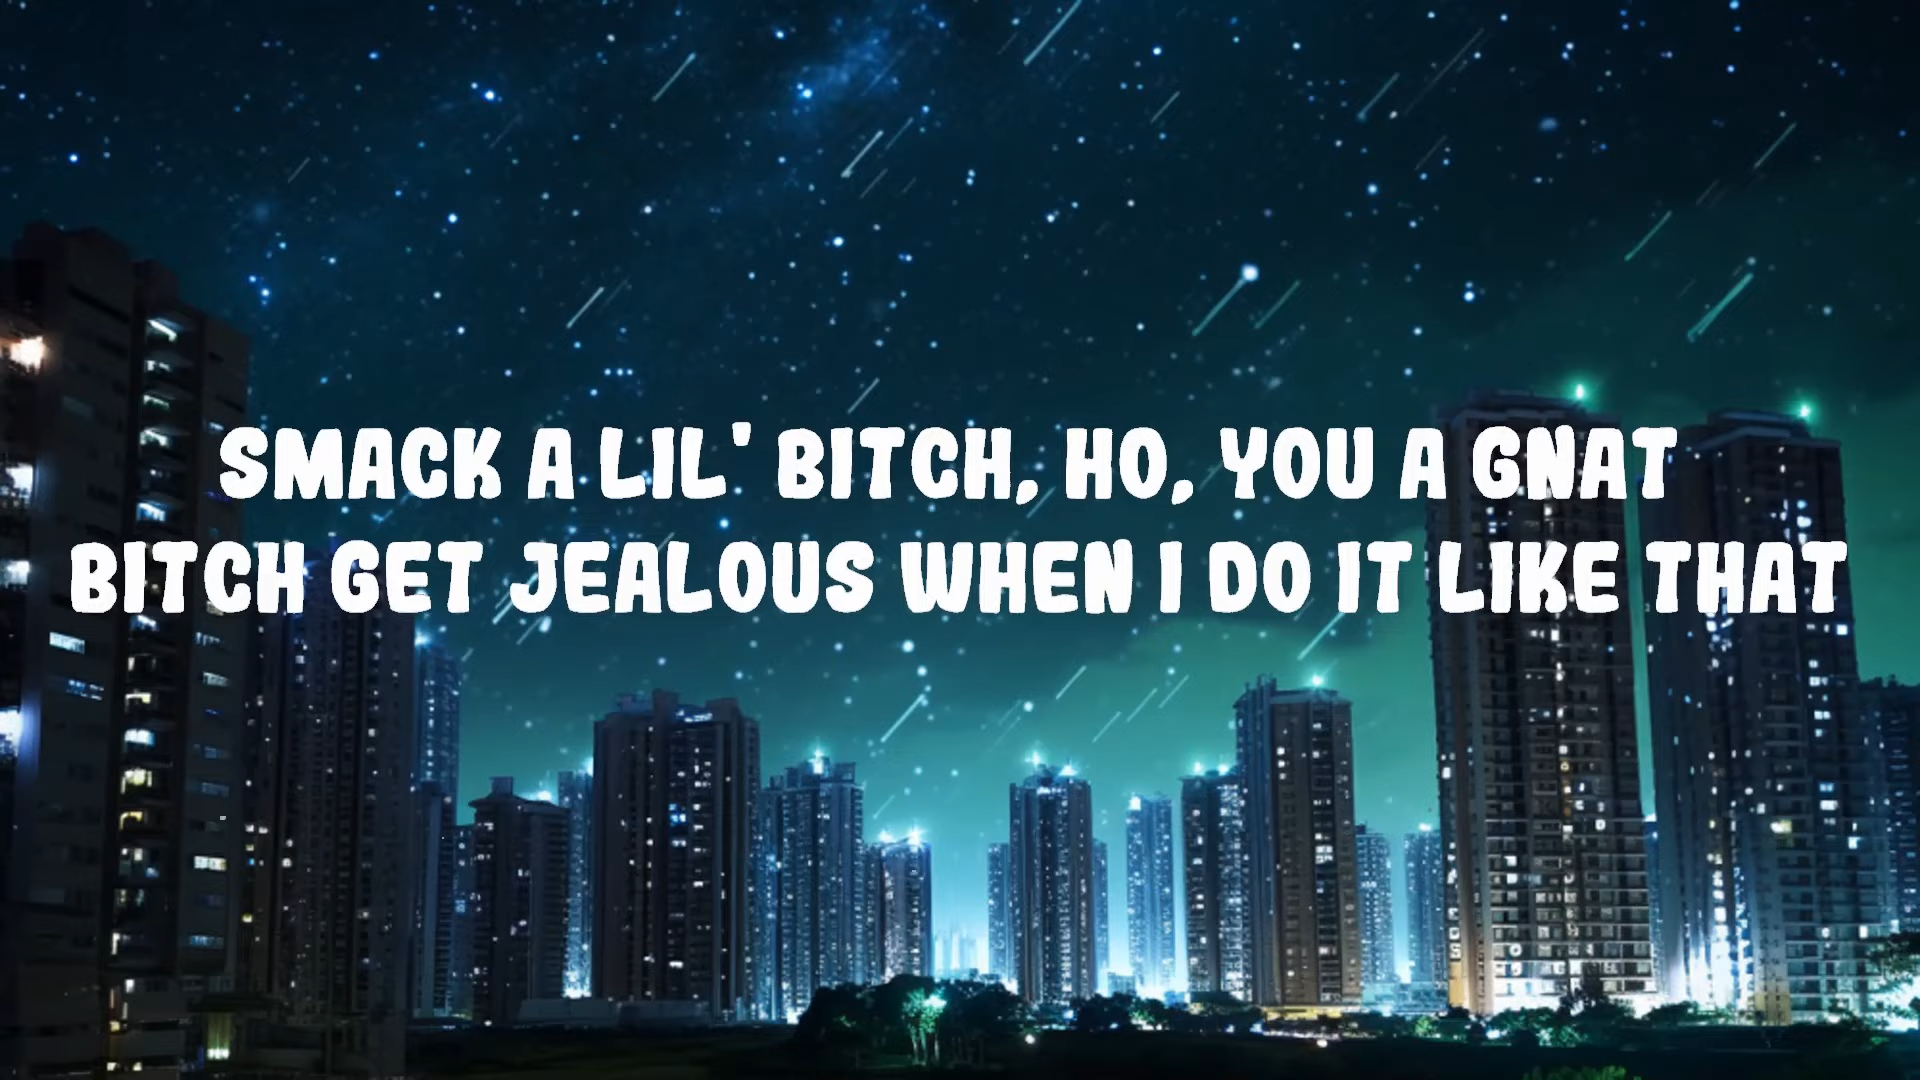 SMACK A LIL' BITCH, HO, YOU A GNAT
BITCH GET JEALOUS WHEN I DO IT LIKE THAT